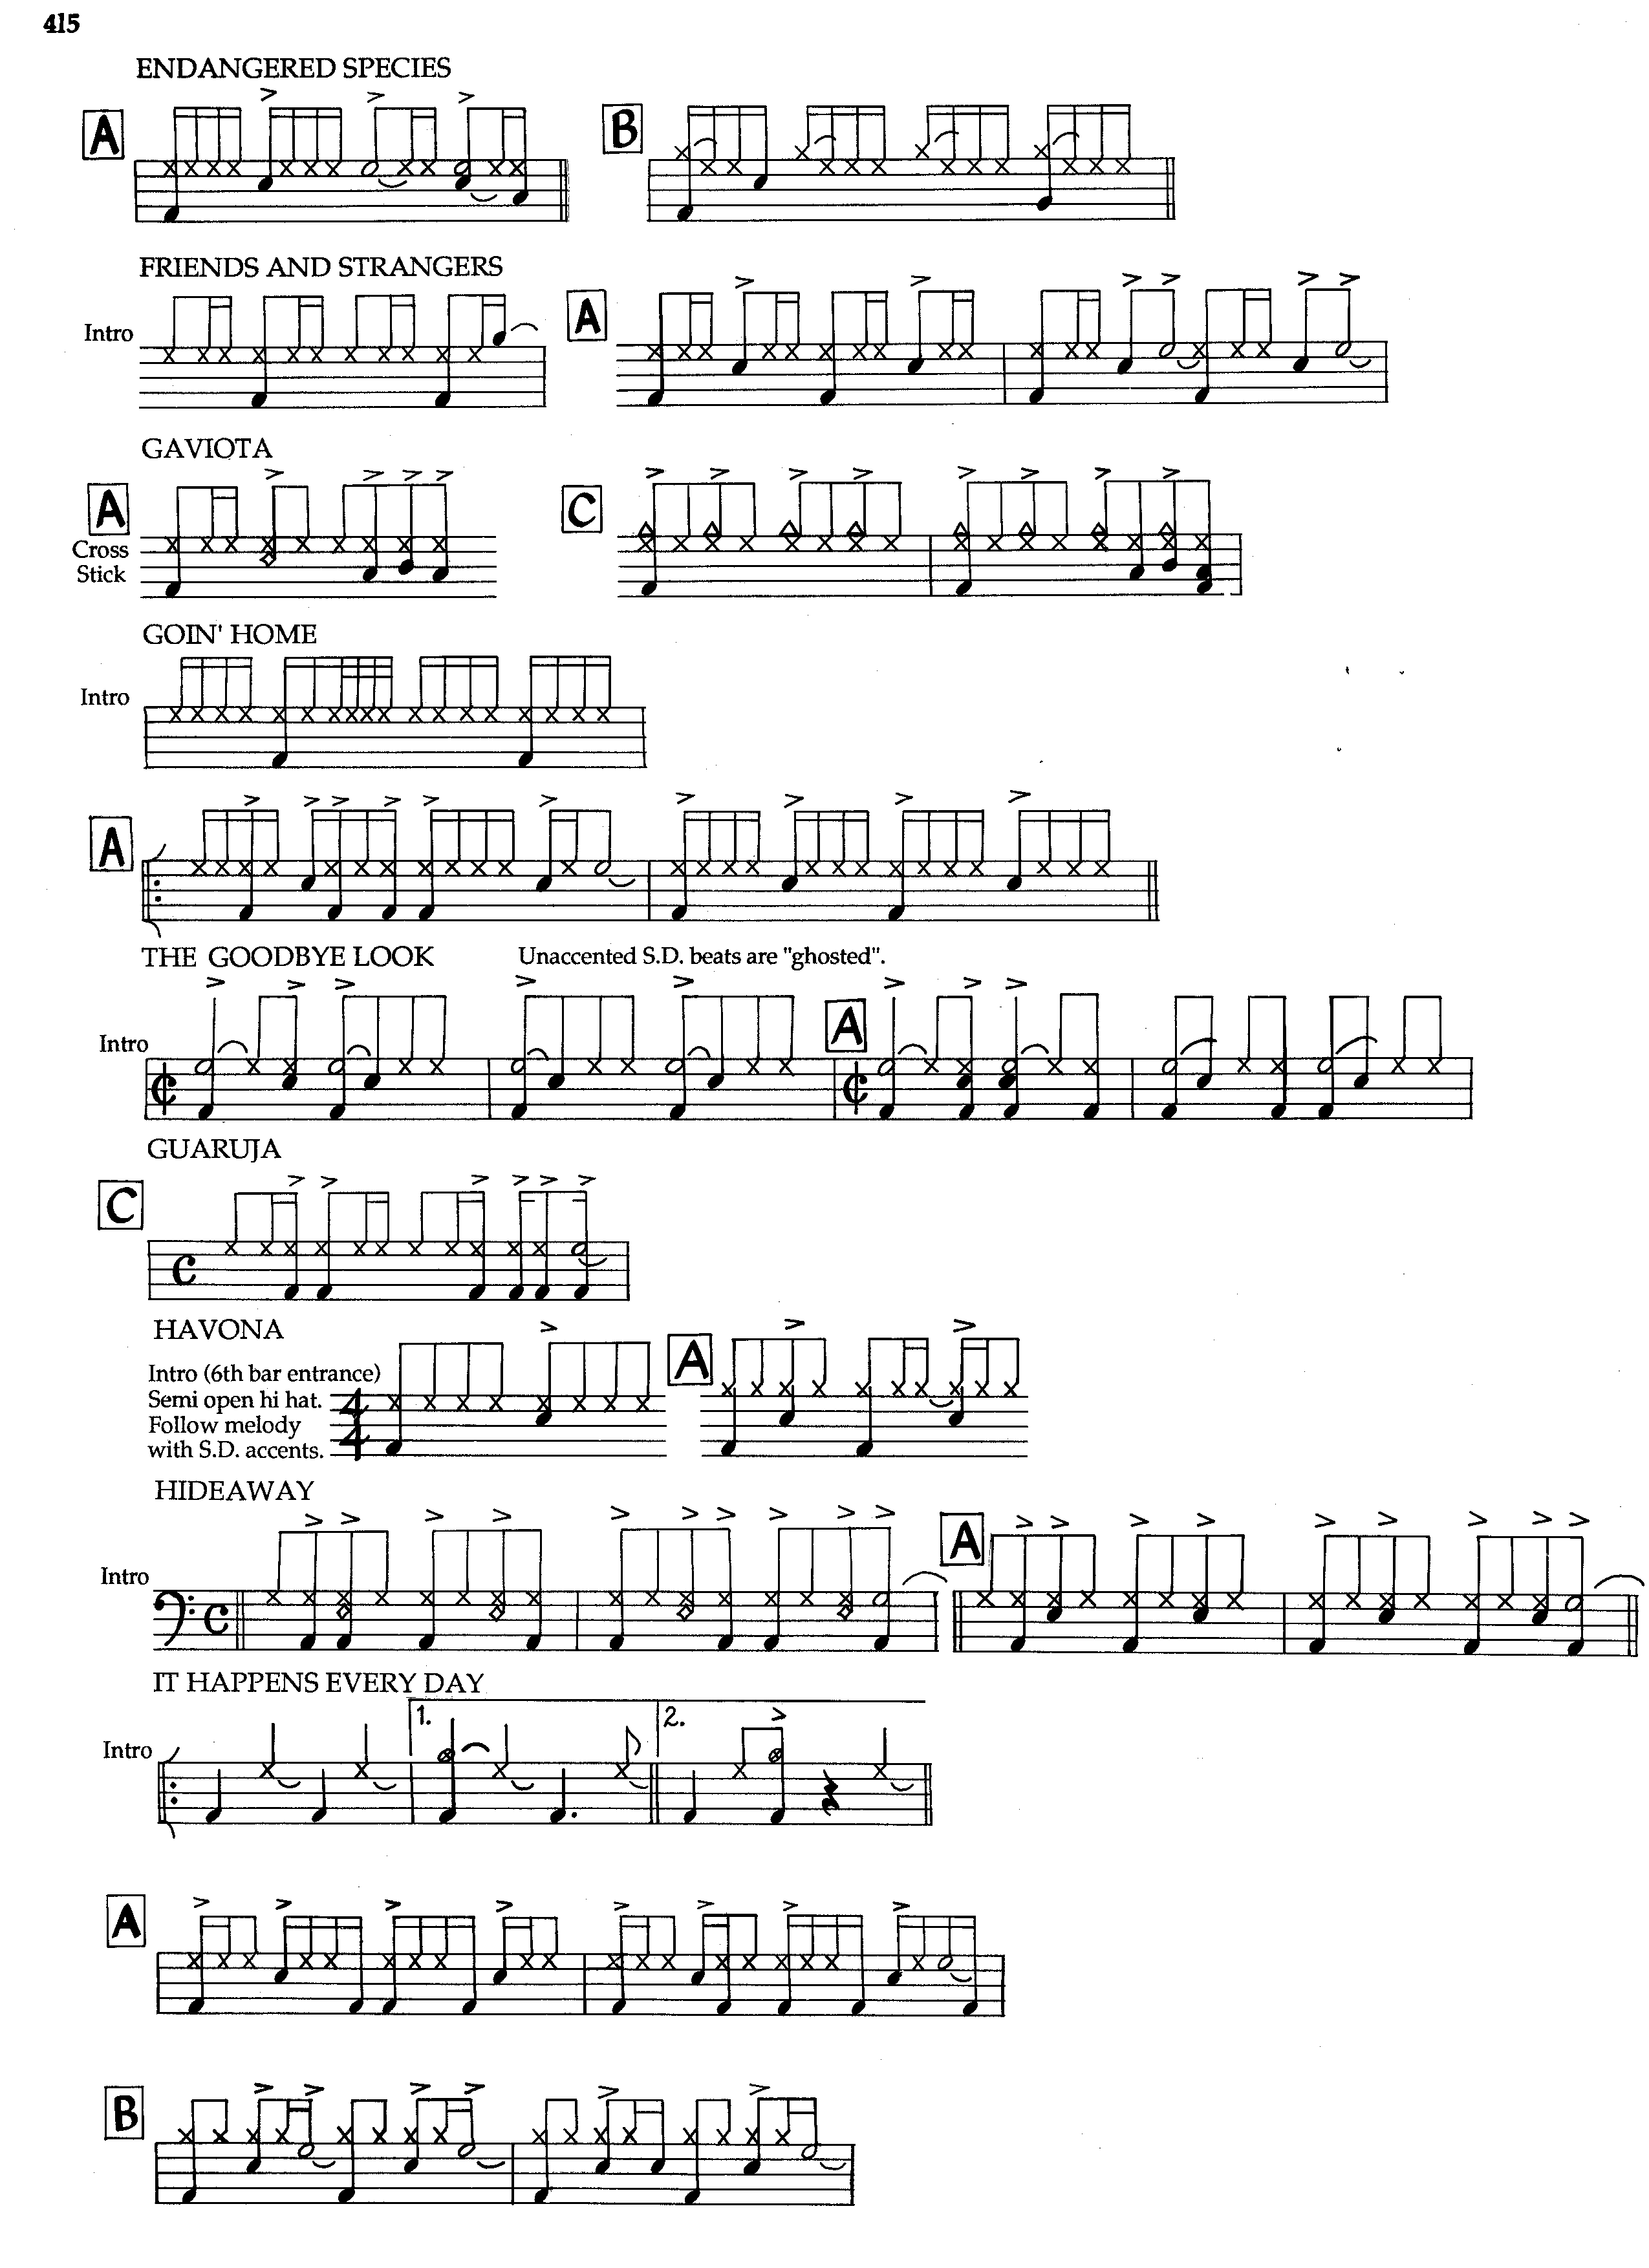 415
ENDANGERED SPECIES
A
B
FRIENDS AND STRANGERS
Intro
A
GAVIOTA
A
Cross
Stick
C
GOIN' HOME
Intro
A
THE GOODBYE LOOK
Unaccented S.D. beats are "ghosted".
Intro
A
GUARUJA
C
HAVONA
Intro (6th bar entrance)
Semi open hi hat.
Follow melody
with S.D. accents.
4
4
A
HIDEAWAY
Intro
A
IT HAPPENS EVERY DAY
Intro
1.
2.
A
B